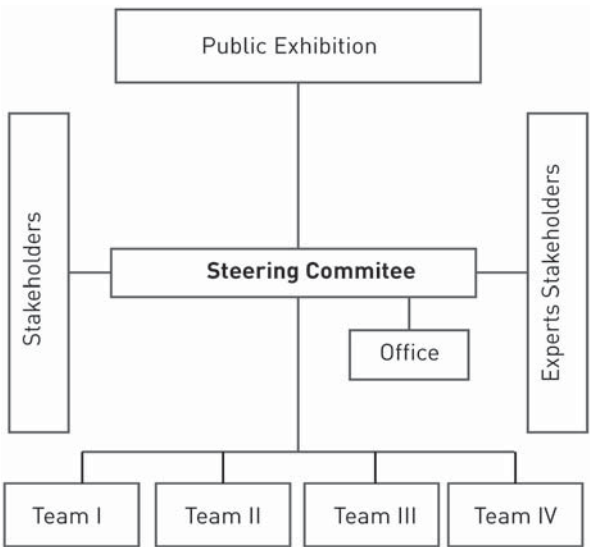 Public Exhibition
Stakeholders
Steering Commitee
Experts Stakeholders
Office
Team I
Team II
Team III
Team IV